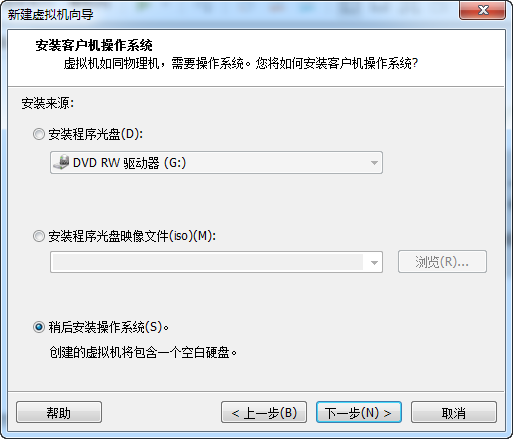 新建虚拟机向导
安装客户机操作系统
虚拟机如同物理机，需要操作系统。您将如何安装客户机操作系统?
安装来源:
安装程序光盘(D):
DVD RW 驱动器 (G:)
安装程序光盘映像文件(iso)(M):
浏览(R)...
稍后安装操作系统(S)。
创建的虚拟机将包含一个空白硬盘。
帮助
< 上一步(B)
下一步(N) >
取消